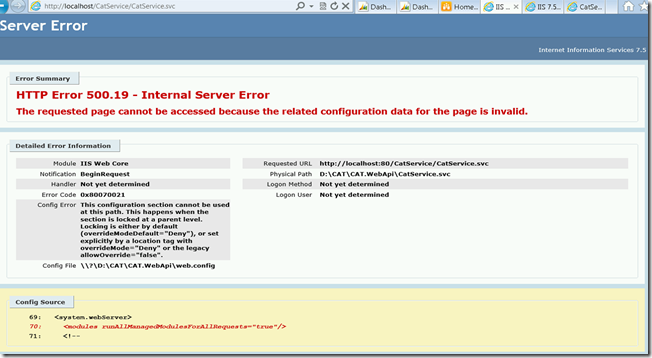 http://localhost/CatService/CatService.svc
Dash...
Dash...
Home...
IIS ...
IIS 7.5...
CatSe...
Server Error
Internet Information Services 7.5
Error Summary
HTTP Error 500.19 - Internal Server Error
The requested page cannot be accessed because the related configuration data for the page is invalid.
Detailed Error Information
Module IIS Web Core
Notification BeginRequest
Handler Not yet determined
Error Code 0x80070021
Config Error This configuration section cannot be used
at this path. This happens when the
section is locked at a parent level.
Locking is either by default
(overrideModeDefault="Deny"), or set
explicitly by a location tag with
overrideMode="Deny" or the legacy
allowOverride="false".
Config File \\?\D:\CAT\CAT.WebApi\web.config
Requested URL http://localhost:80/CatService/CatService.svc
Physical Path D:\CAT\CAT.WebApi\CatService.svc
Logon Method Not yet determined
Logon User Not yet determined
Config Source
69: <system.webServer>
70: <modules runAllManagedModulesForAllRequests="true"/>
71: <!--